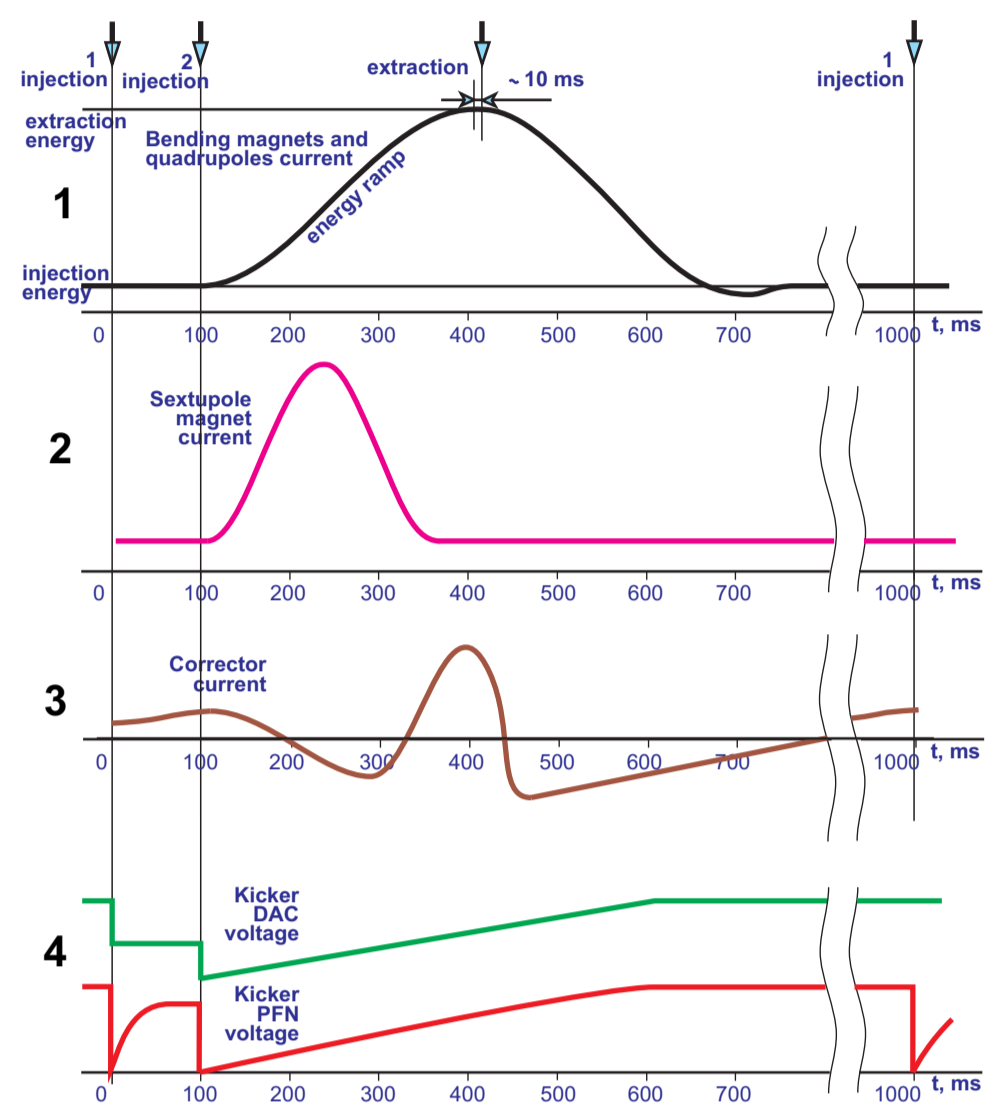 1
injection
2
injection
extraction
~ 10 ms
1
injection
extraction
energy
Bending magnets and
quadrupoles current
energy ramp
1
injection
energy
0 100 200 300 400 500 600 700 1000 t, ms
Sextupole
magnet
current
2
0 100 200 300 400 500 600 700 1000 t, ms
Corrector
current
3
0 100 200 300 400 500 600 700 1000 t, ms
Kicker
DAC
voltage
4
Kicker
PFN
voltage
0 100 200 300 400 500 600 700 1000 t, ms